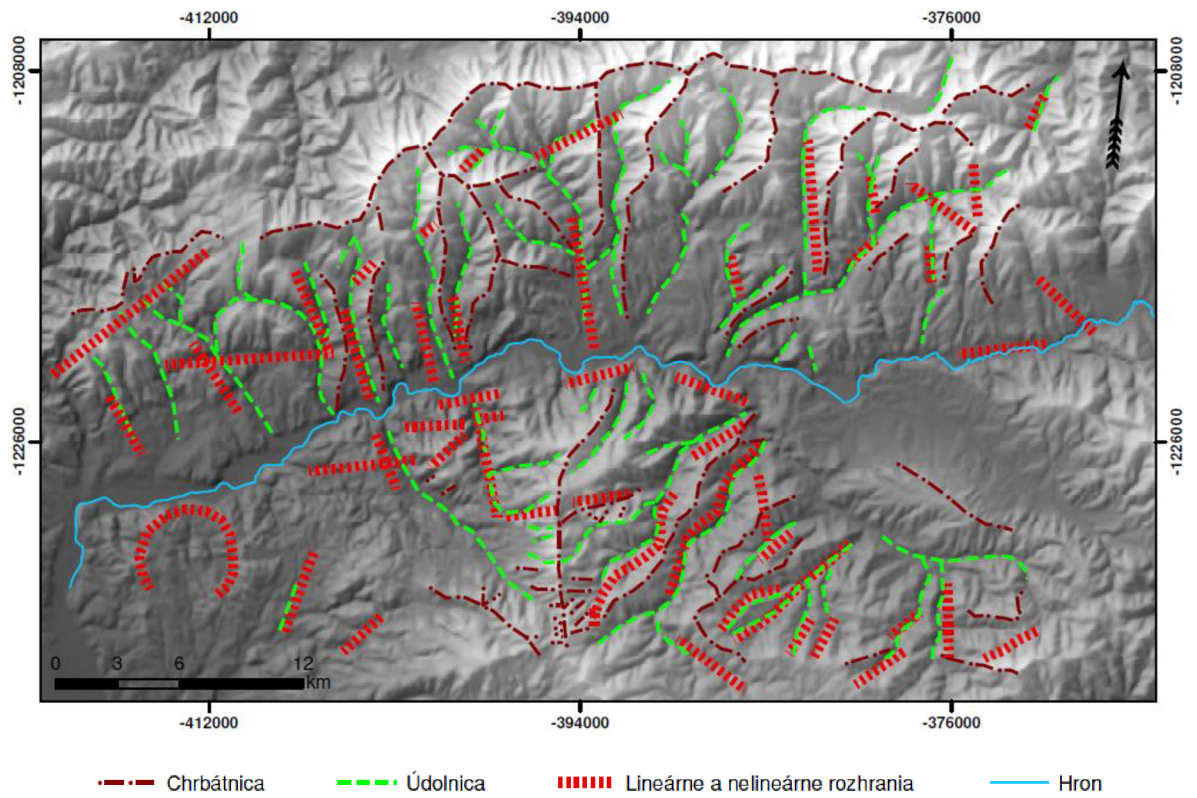 -412000 -394000 -376000
-1208000 -1208000
-1226000 -1226000
0 3 6 12
km
-412000 -394000 -376000
Chrbátnica Údolnica Lineárne a nelineárne rozhrania Hron